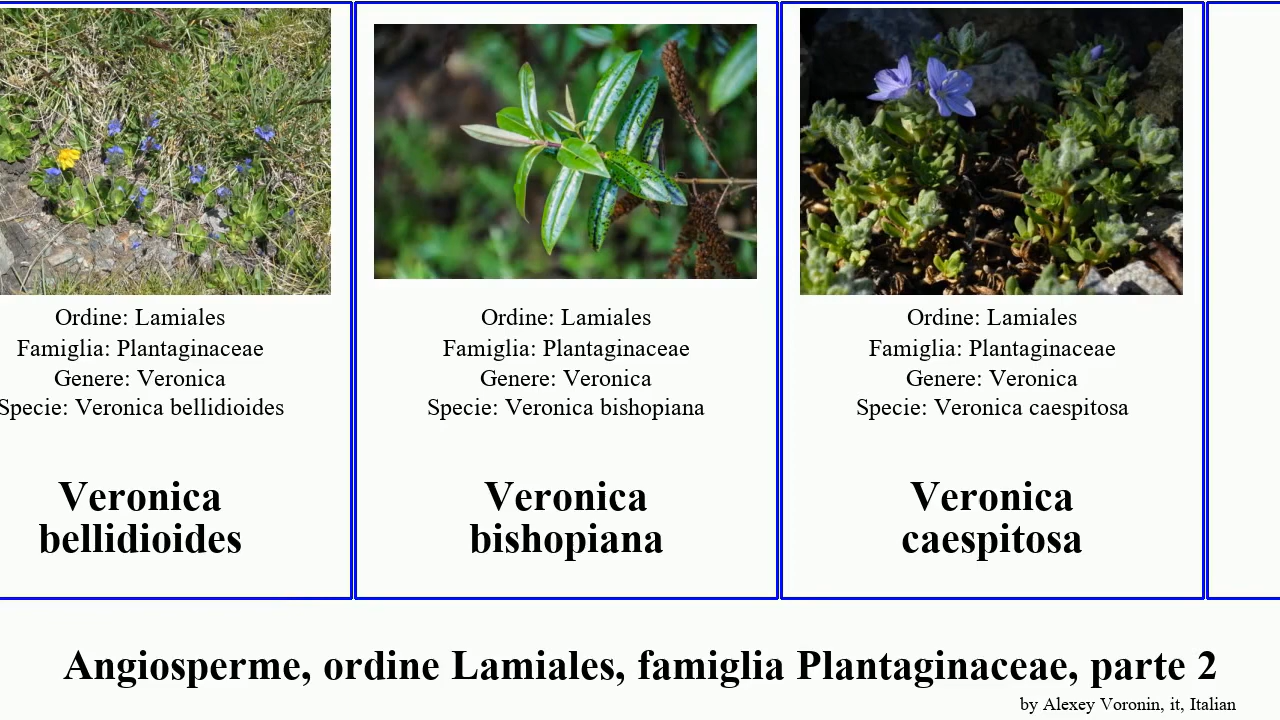 Ordine: Lamiales
Famiglia: Plantaginaceae
Genere: Veronica
Specie: Veronica bellidioides
Veronica
bellidioides
Ordine: Lamiales
Famiglia: Plantaginaceae
Genere: Veronica
Specie: Veronica bishopiana
Veronica
bishopiana
Ordine: Lamiales
Famiglia: Plantaginaceae
Genere: Veronica
Specie: Veronica caespitosa
Veronica
caespitosa
Angiosperme, ordine Lamiales, famiglia Plantaginaceae, parte 2
by Alexey Voronin, it, Italian